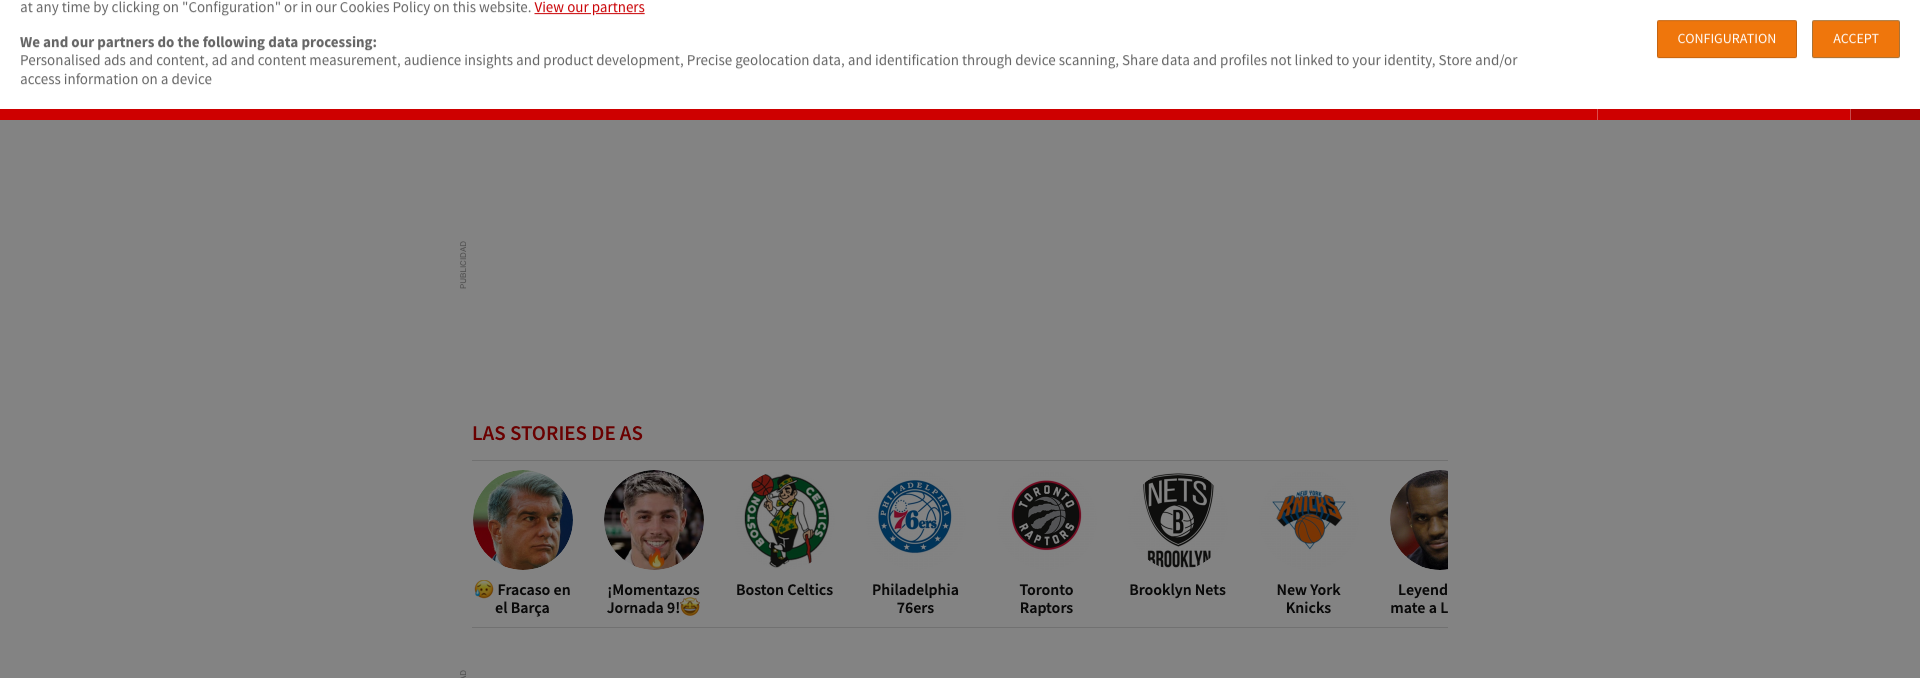 at any time by clicking on "Configuration" or in our Cookies Policy on this website. View our partners
We and our partners do the following data processing:
Personalised ads and content, ad and content measurement, audience insights and product development, Precise geolocation data, and identification through device scanning, Share data and profiles not linked to your identity, Store and/or
access information on a device
CONFIGURATION
ACCEPT
PUBLICIDAD
LAS STORIES DE AS
BOSTON CELTICS
PHILADELPHIA
76ers
TORONTO
RAPTORS
NETS
B
BROOKLYN
NEW YORK
KNICKS
😥 Fracaso en
el Barça
¡Momentazos
Jornada 9!🤩
Boston Celtics
Philadelphia
76ers
Toronto
Raptors
Brooklyn Nets
New York
Knicks
Leyend
mate a L
AD